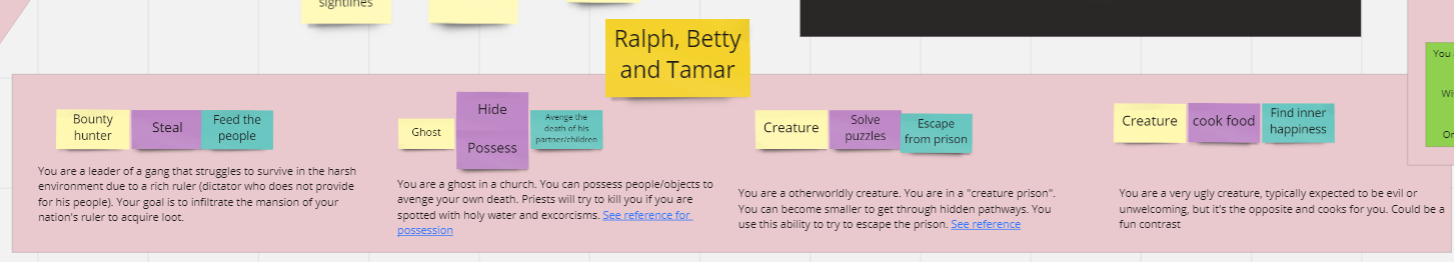 sightlines
Ralph, Betty
and Tamar
Bounty
hunter
Steal
Feed the
people
You are a leader of a gang that struggles to survive in the harsh
environment due to a rich ruler (dictator who does not provide
for his people). Your goal is to infiltrate the mansion of your
nation's ruler to acquire loot.
Ghost
Hide
Possess
Avenge the
death of his
partner/children
You are a ghost in a church. You can possess people/objects to
avenge your own death. Priests will try to kill you if you are
spotted with holy water and excorcisms. See reference for
possession
Creature
Solve
puzzles
Escape
from prison
You are a otherworldly creature. You are in a "creature prison".
You can become smaller to get through hidden pathways. You
use this ability to try to escape the prison. See reference
Creature
cook food
Find inner
happiness
You are a very ugly creature, typically expected to be evil or
unwelcoming, but it's the opposite and cooks for you. Could be a
fun contrast
You